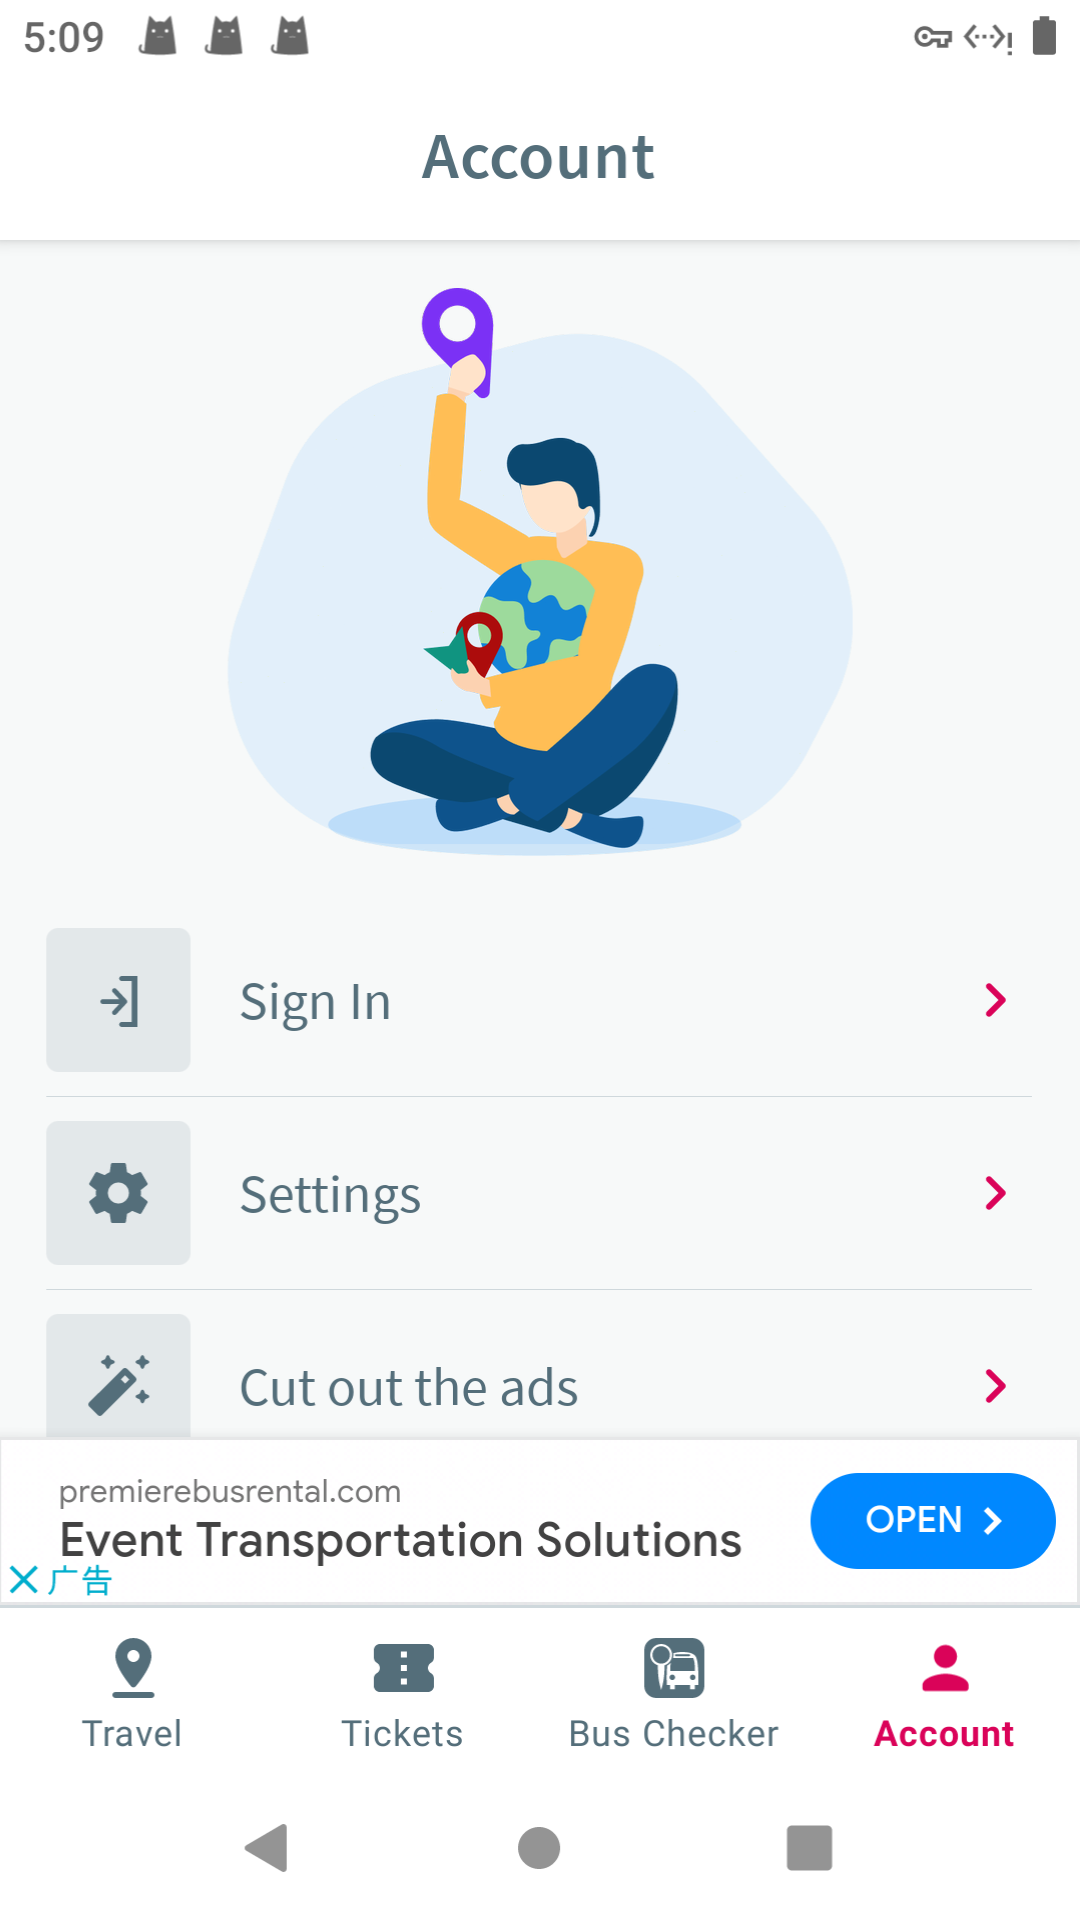 5:09
Account
Sign In
Settings
Cut out the ads
premierebusrental.com
Event Transportation Solutions
OPEN
广告
Travel
Tickets
Bus Checker
Account